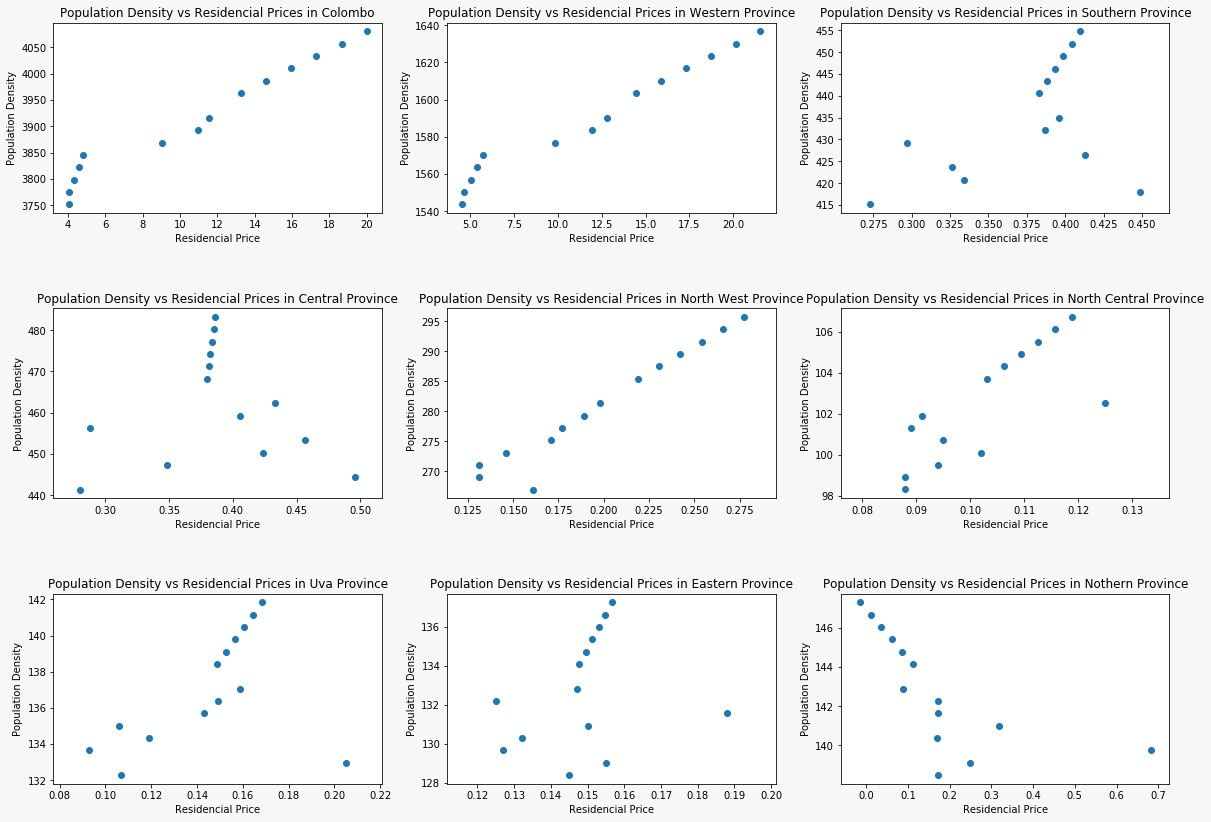 Population Density vs Residencial Prices in Colombo
Population Density
4050
4000
3950
3900
3850
3800
3750
4 6 8 10 12 14 16 18 20
Residencial Price
Population Density vs Residencial Prices in Western Province
Population Density
1640
1620
1600
1580
1560
1540
5.0 7.5 10.0 12.5 15.0 17.5 20.0
Residencial Price
Population Density vs Residencial Prices in Southern Province
Population Density
455
450
445
440
435
430
425
420
415
0.275 0.300 0.325 0.350 0.375 0.400 0.425 0.450
Residencial Price
Population Density vs Residencial Prices in Central Province
Population Density
480
470
460
450
440
0.30 0.35 0.40 0.45 0.50
Residencial Price
Population Density vs Residencial Prices in North West Province
Population Density
295
290
285
280
275
270
0.125 0.150 0.175 0.200 0.225 0.250 0.275
Residencial Price
Population Density vs Residencial Prices in North Central Province
Population Density
106
104
102
100
98
0.08 0.09 0.10 0.11 0.12 0.13
Residencial Price
Population Density vs Residencial Prices in Uva Province
Population Density
142
140
138
136
134
132
0.08 0.10 0.12 0.14 0.16 0.18 0.20 0.22
Residencial Price
Population Density vs Residencial Prices in Eastern Province
Population Density
136
134
132
130
128
0.12 0.13 0.14 0.15 0.16 0.17 0.18 0.19 0.20
Residencial Price
Population Density vs Residencial Prices in Nothern Province
Population Density
146
144
142
140
0.0 0.1 0.2 0.3 0.4 0.5 0.6 0.7
Residencial Price